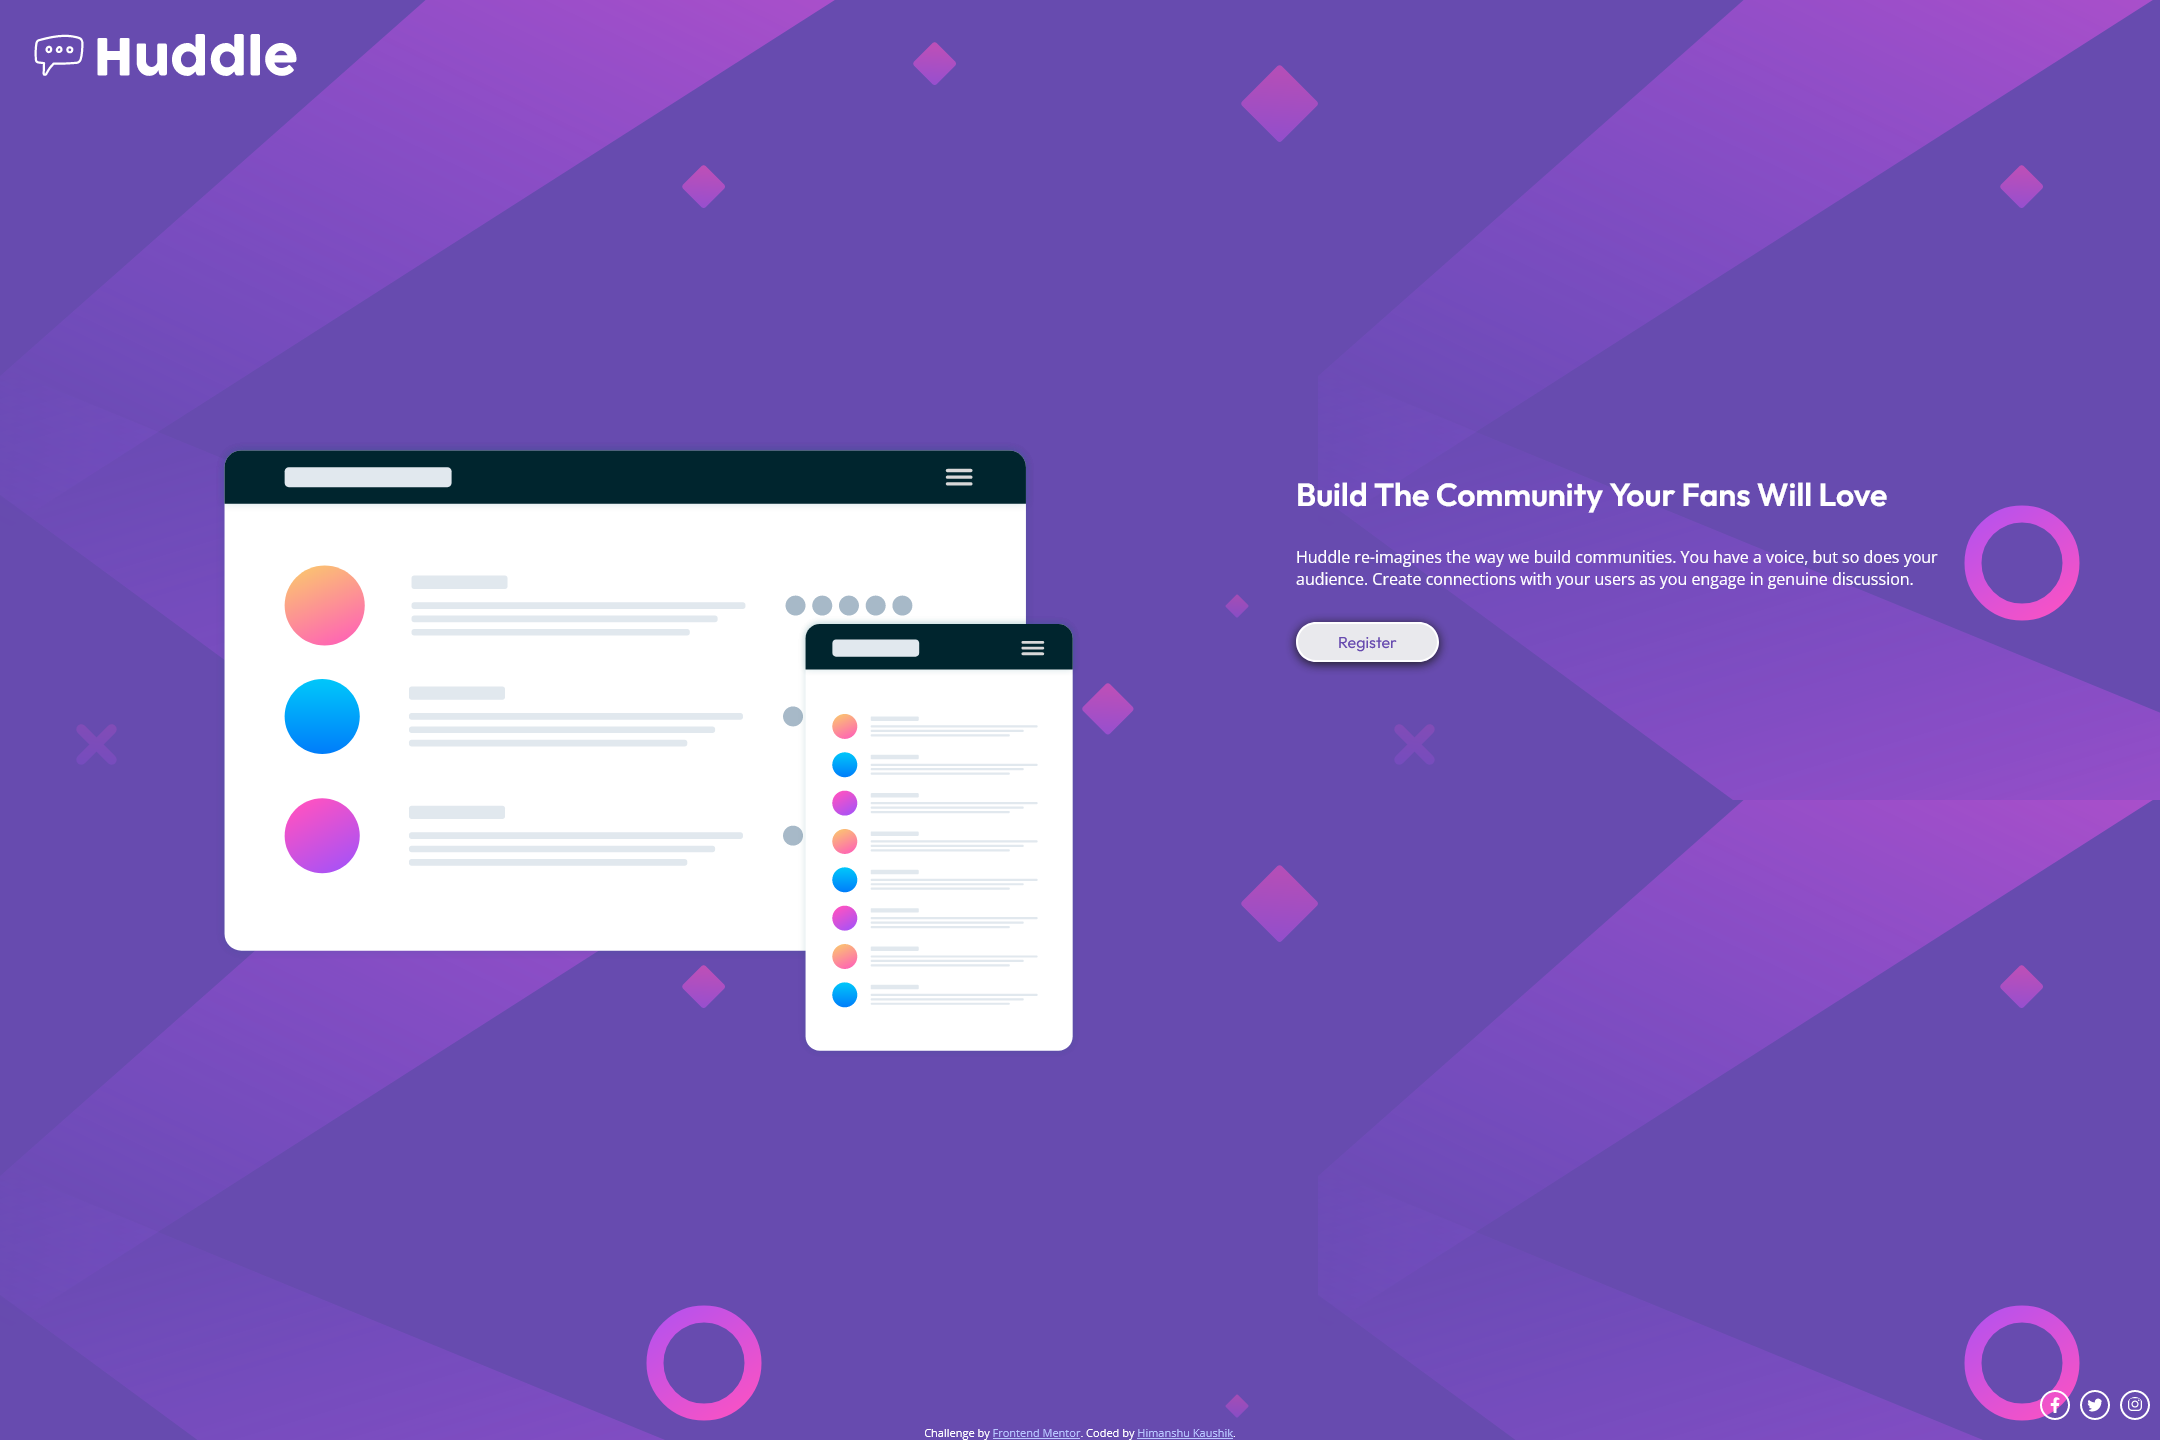 Huddle
Build The Community Your Fans Will Love
Huddle re-imagines the way we build communities. You have a voice, but so does your
audience. Create connections with your users as you engage in genuine discussion.
Register
Challenge by Frontend Mentor. Coded by Himanshu Kaushik.